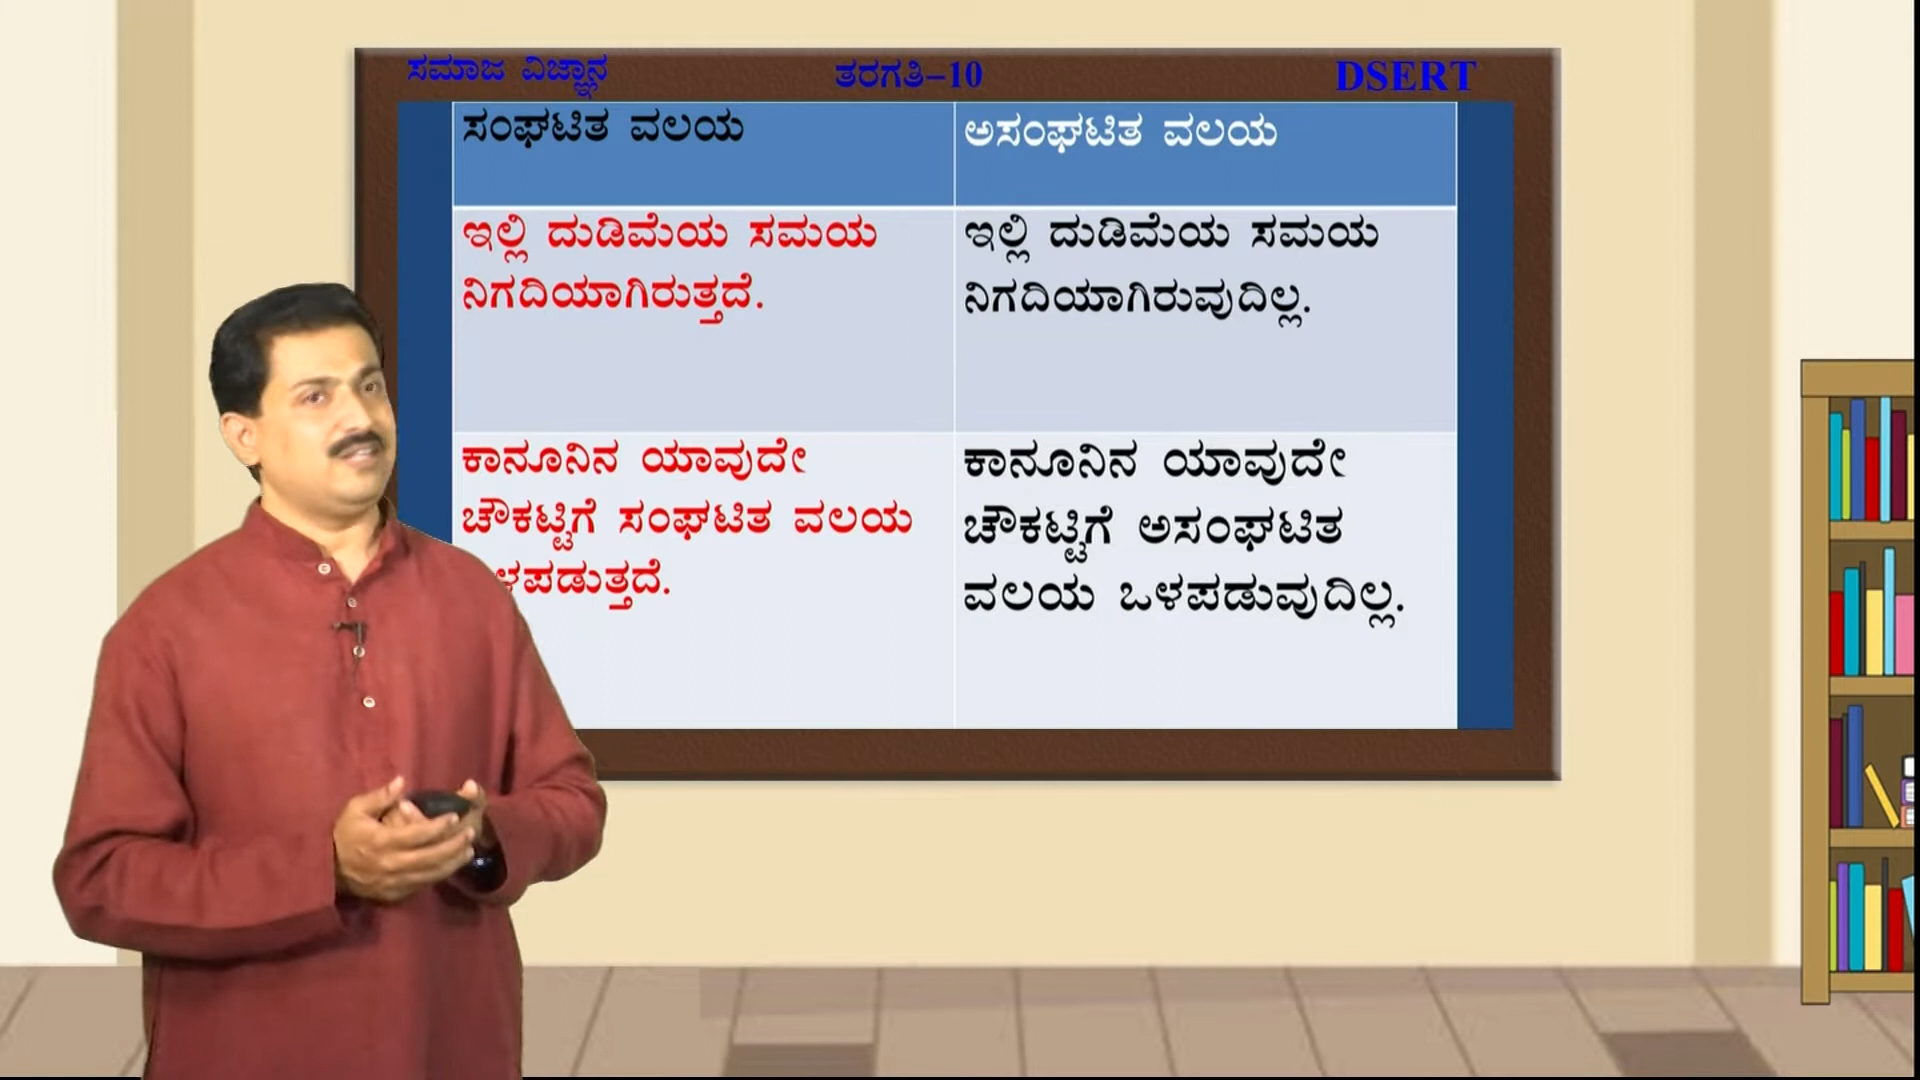 ಸಮಾಜ ವಿಜ್ಞಾನ ತರಗತಿ-10 DSERT
ಸಂಘಟಿತ ವಲಯ
ಅಸಂಘಟಿತ ವಲಯ
ಇಲ್ಲಿ ದುಡಿಮೆಯ ಸಮಯ
ನಿಗದಿಯಾಗಿರುತ್ತದೆ.
ಇಲ್ಲಿ ದುಡಿಮೆಯ ಸಮಯ
ನಿಗದಿಯಾಗಿರುವುದಿಲ್ಲ.
ಕಾನೂನಿನ ಯಾವುದೇ
ಚೌಕಟ್ಟಿಗೆ ಸಂಘಟಿತ ವಲಯ
ಕಾನೂನಿನ ಯಾವುದೇ
ಚೌಕಟ್ಟಿಗೆ ಅಸಂಘಟಿತ
ವಲಯ ಒಳಪಡುವುದಿಲ್ಲ.